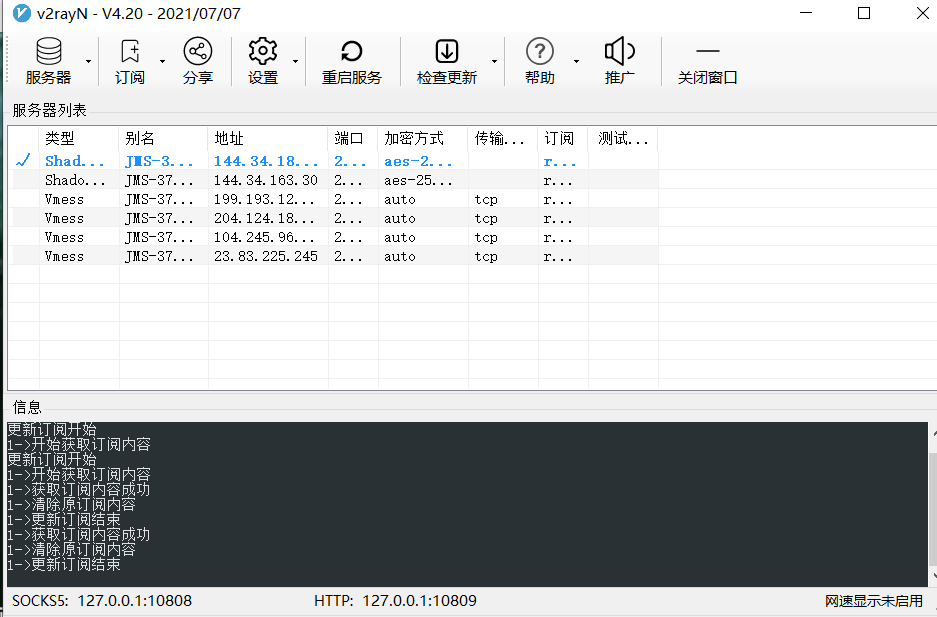 v2rayN - V4.20 - 2021/07/07
服务器 订阅 分享 设置 重启服务 检查更新 帮助 推广 关闭窗口
服务器列表
类型 别名 地址 端口 加密方式 传输... 订阅 测试...
Shad... JMS-3... 144.34.18... 2... aes-2... r...
Shado... JMS-37... 144.34.163.30 2... aes-25... r...
Vmess JMS-37... 199.193.12... 2... auto tcp r...
Vmess JMS-37... 204.124.18... 2... auto tcp r...
Vmess JMS-37... 104.245.96... 2... auto tcp r...
Vmess JMS-37... 23.83.225.245 2... auto tcp r...
信息
更新订阅开始
1->开始获取订阅内容
更新订阅开始
1->开始获取订阅内容
1->获取订阅内容成功
1->清除原订阅内容
1->更新订阅结束
1->获取订阅内容成功
1->清除原订阅内容
1->更新订阅结束
SOCKS5: 127.0.0.1:10808 HTTP: 127.0.0.1:10809 网速显示未启用